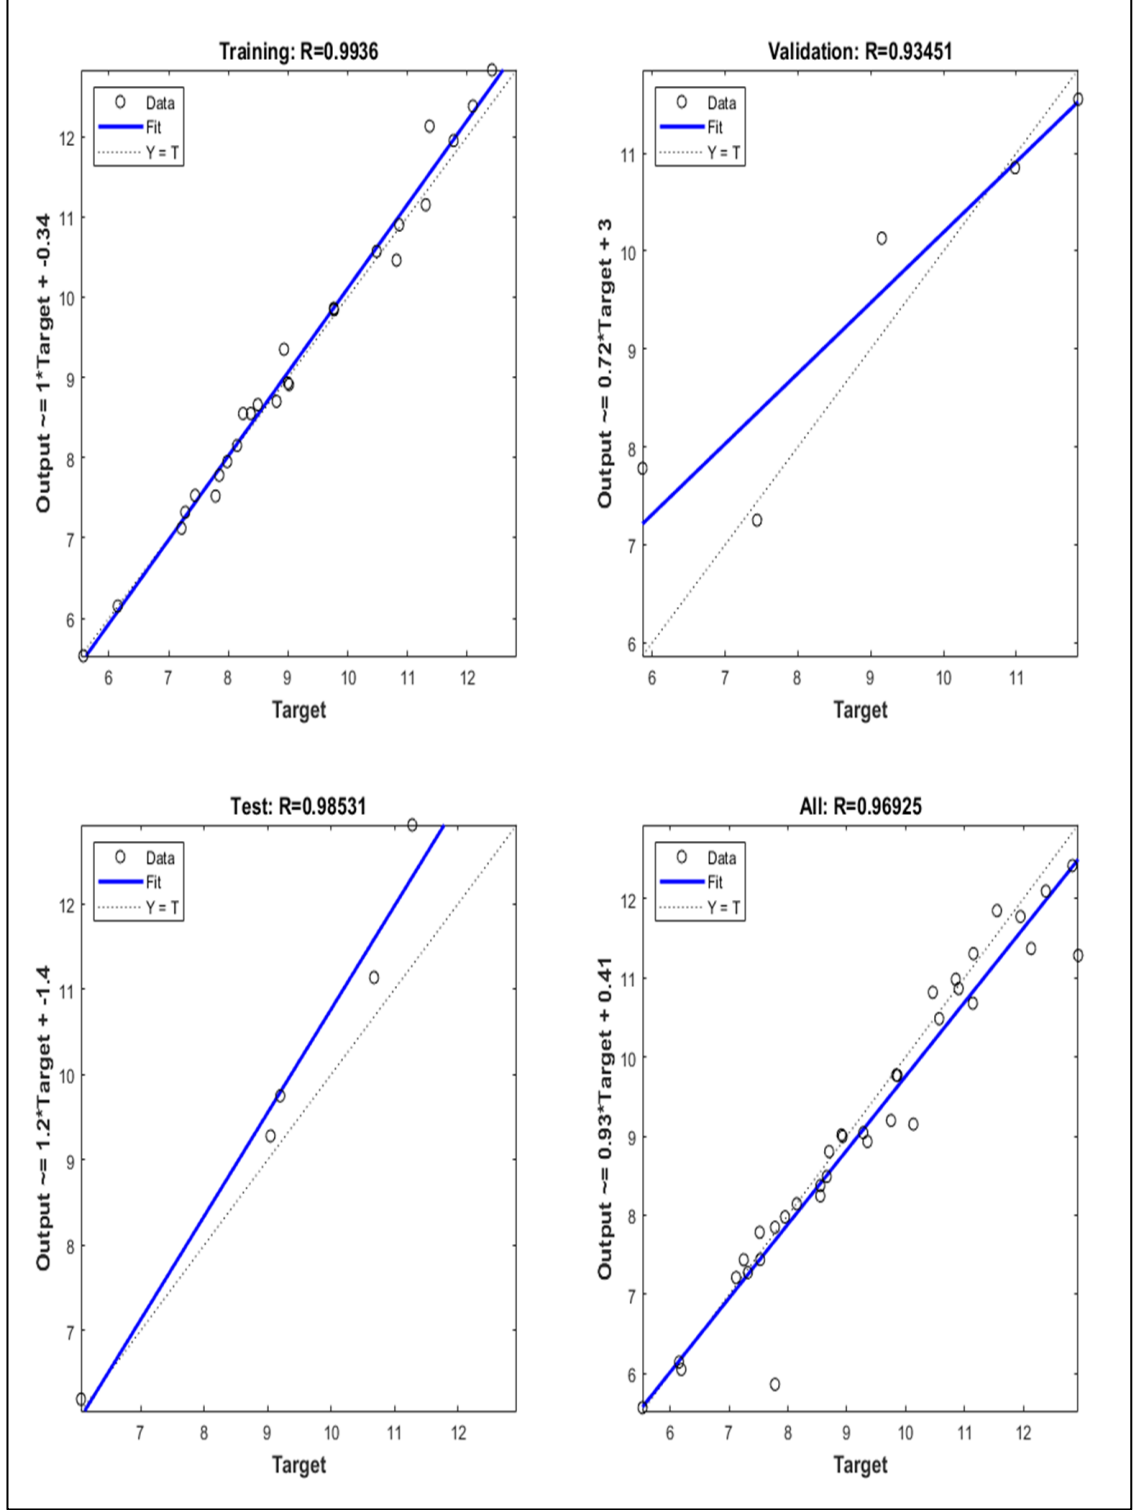 Training: R=0.9936
Data
Fit
Y = T
Output ~= 1*Target + -0.34
12
11
10
9
8
7
6
6 7 8 9 10 11 12
Target
Validation: R=0.93451
Data
Fit
Y = T
Output ~= 0.72*Target + 3
11
10
9
8
7
6
6 7 8 9 10 11
Target
Test: R=0.98531
Data
Fit
Y = T
Output ~= 1.2*Target + -1.4
12
11
10
9
8
7
7 8 9 10 11 12
Target
All: R=0.96925
Data
Fit
Y = T
Output ~= 0.93*Target + 0.41
12
11
10
9
8
7
6
6 7 8 9 10 11 12
Target